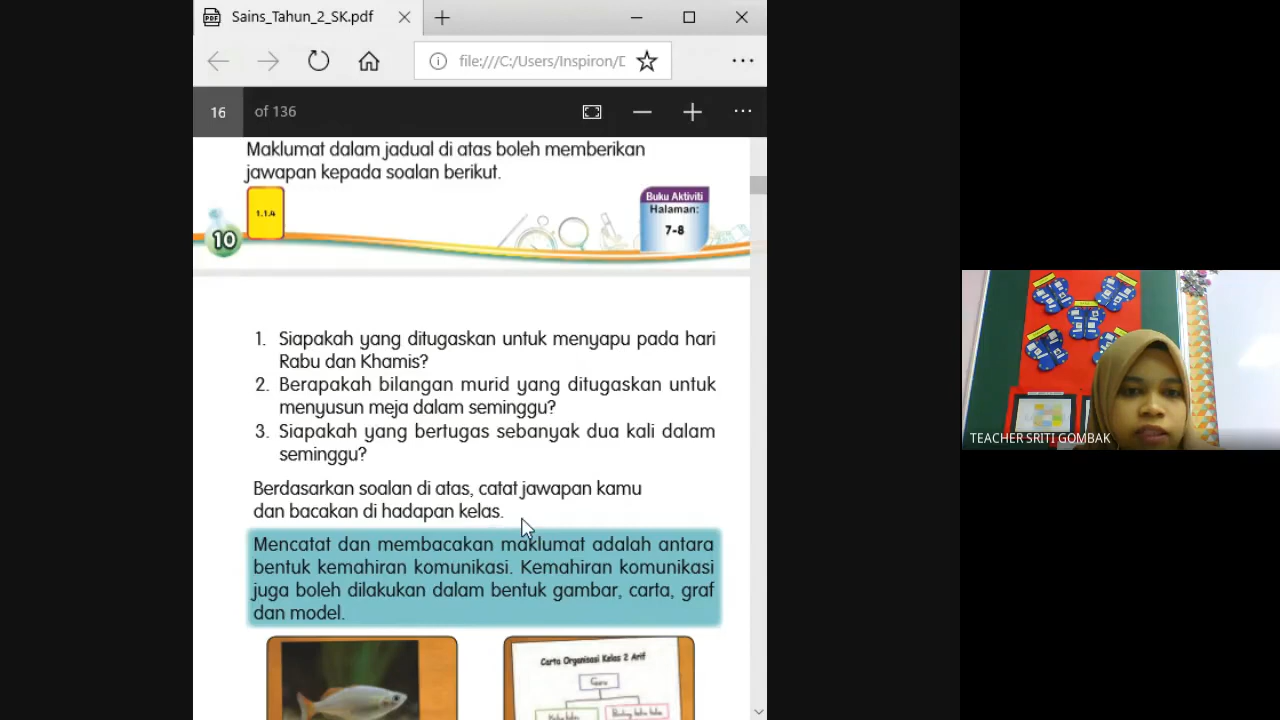 Sains_Tahun_2_SK.pdf
file:///C:/Users/Inspiron/D
16 of 136
Maklumat dalam jadual di atas boleh memberikan
jawapan kepada soalan berikut.
1.1.4
Buku Aktiviti
Halaman:
7-8
10
1. Siapakah yang ditugaskan untuk menyapu pada hari
Rabu dan Khamis?
2. Berapakah bilangan murid yang ditugaskan untuk
menyusun meja dalam seminggu?
3. Siapakah yang bertugas sebanyak dua kali dalam
seminggu?
Berdasarkan soalan di atas, catat jawapan kamu
dan bacakan di hadapan kelas.
Mencatat dan membacakan maklumat adalah antara
bentuk kemahiran komunikasi. Kemahiran komunikasi
juga boleh dilakukan dalam bentuk gambar, carta, graf
dan model.
Carta Organisasi Kelas 2 Arif
Guru
TEACHER SRITI GOMBAK